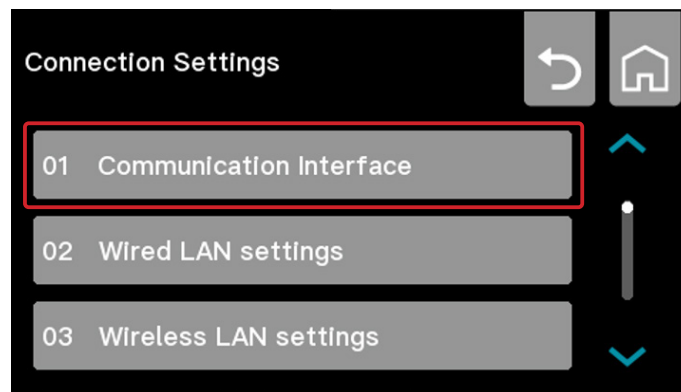 Connection Settings
01 Communication Interface
02 Wired LAN settings
03 Wireless LAN settings